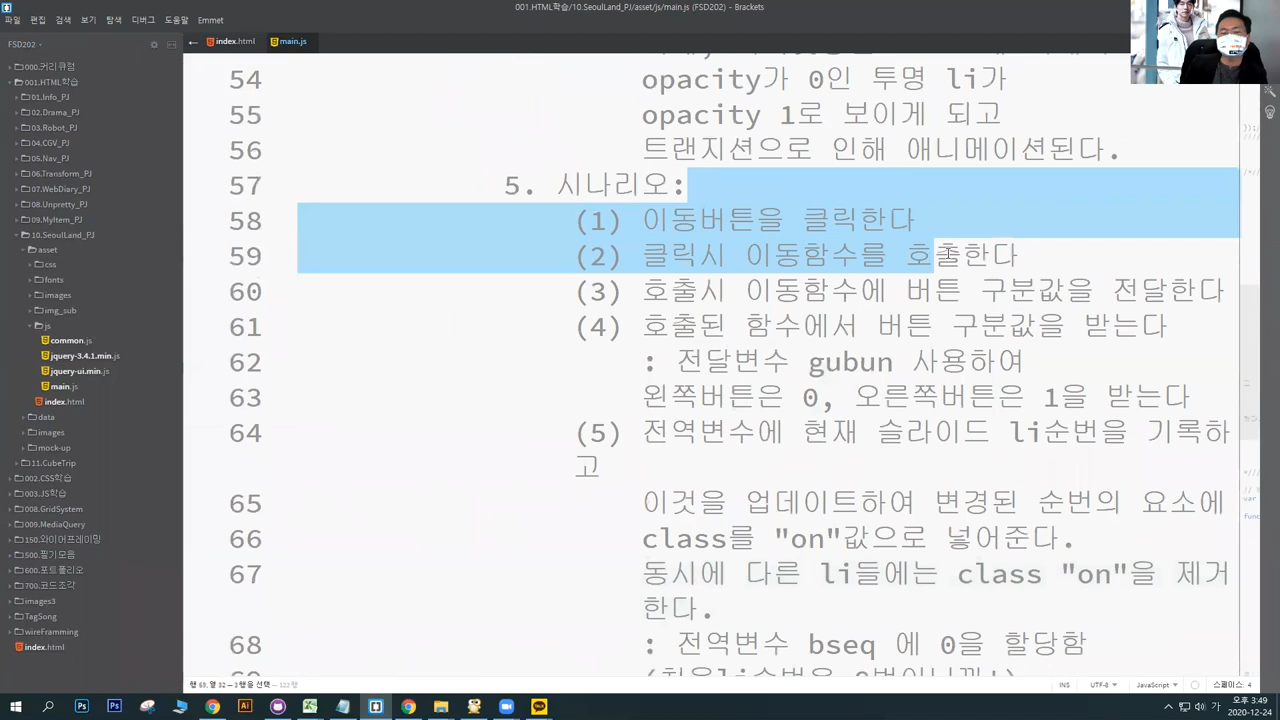 001.HTML학습/10.SeoulLand_PJ/asset/js/main.js (FSD202) - Brackets
파일 편집 검색 보기 탐색 디버그 도움말 Emmet
FSD202
index.html main.js
000.커리큐럼
001.HTML학습
01.Info_PJ
02.Drama_PJ
03.Robot_PJ
04.CGV_PJ
05.Nav_PJ
06.Transform_PJ
07.WebDiary_PJ
08.Unpretty_PJ
09.MyItem_PJ
10.SeoulLand_PJ
asset
css
fonts
images
img_sub
js
common.js
jquery-3.4.1.min.js
jquery-ui.min.js
main.js
index.html
data
images
mock-up
11.CubeTrip
002.CSS학습
003.JS학습
008.GridSystem
009.MediaQuery
150.와이어프레이밍
500.필기모음
600.포트폴리오
700.코드조각
images3
TagSong
wireFramming
index.html
54 opacity가 0인 투명 li가
55 opacity 1로 보이게 되고
56 트랜지션으로 인해 애니메이션된다.
57 5. 시나리오:
58 (1) 이동버튼을 클릭한다
59 (2) 클릭시 이동함수를 호출한다
60 (3) 호출시 이동함수에 버튼 구분값을 전달한다
61 (4) 호출된 함수에서 버튼 구분값을 받는다
62 : 전달변수 gubun 사용하여
63 왼쪽버튼은 0, 오른쪽버튼은 1을 받는다
64 (5) 전역변수에 현재 슬라이드 li순번을 기록하
고
65 이것을 업데이트하여 변경된 순번의 요소에
66 class를 "on"값으로 넣어준다.
67 동시에 다른 li들에는 class "on"을 제거
한다.
68 : 전역변수 bseq 에 0을 할당함
INS UTF-8 JavaScript 스페이스: 4
오후 3:49
2020-12-24